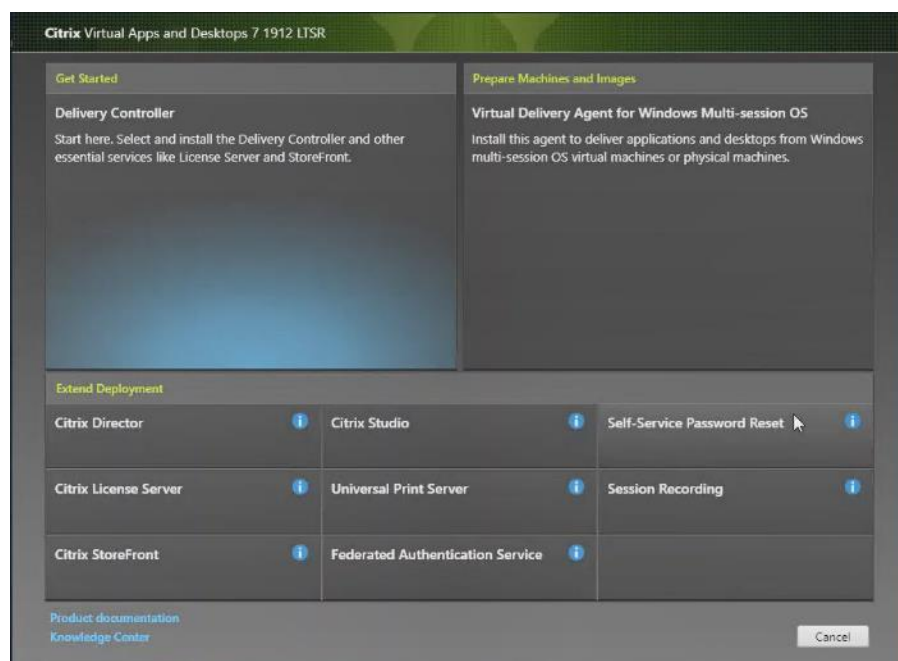 Citrix Virtual Apps and Desktops 7 1912 LTSR
Get Started
Delivery Controller
Start here. Select and install the Delivery Controller and other
essential services like License Server and StoreFront.
Prepare Machines and Images
Virtual Delivery Agent for Windows Multi-session OS
Install this agent to deliver applications and desktops from Windows
multi-session OS virtual machines or physical machines.
Extend Deployment
Citrix Director
Citrix Studio
Self-Service Password Reset
Citrix License Server
Universal Print Server
Session Recording
Citrix StoreFront
Federated Authentication Service
Product documentation
Knowledge Center
Cancel